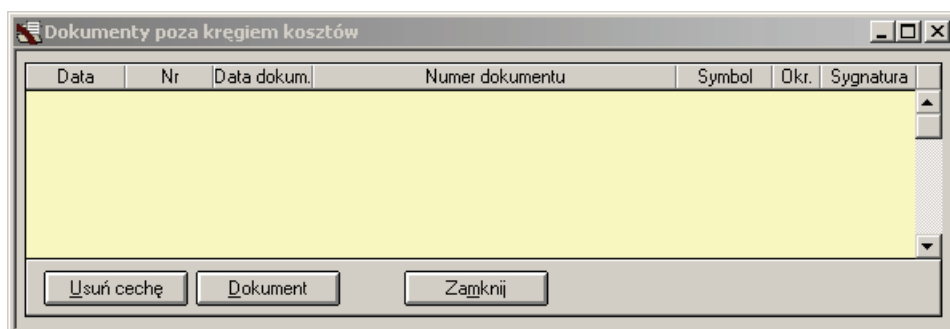 Dokumenty poza kręgiem kosztów
Data Nr Data dokum. Numer dokumentu Symbol Okr. Sygnatura
Usuń cechę Dokument Zamknij